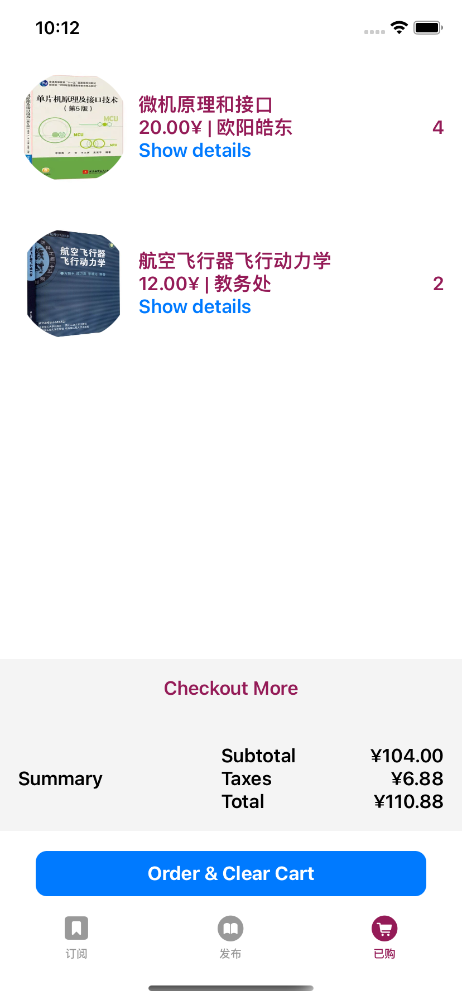 10:12
单片机原理及接口技术
（第5版）
MCU
MCU
MCU
微机原理和接口
20.00¥ | 欧阳皓东
Show details
4
航空飞行器
飞行动力学
航空飞行器飞行动力学
12.00¥ | 教务处
Show details
2
Checkout More
Summary
Subtotal ¥104.00
Taxes ¥6.88
Total ¥110.88
Order & Clear Cart
订阅
发布
已购